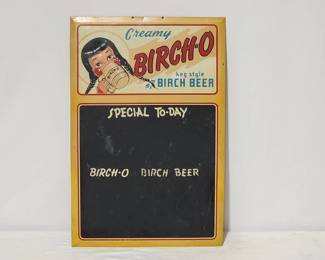 Creamy
BIRCH-O
keg style
BIRCH BEER
SPECIAL TO-DAY
BIRCH-O BIRCH BEER